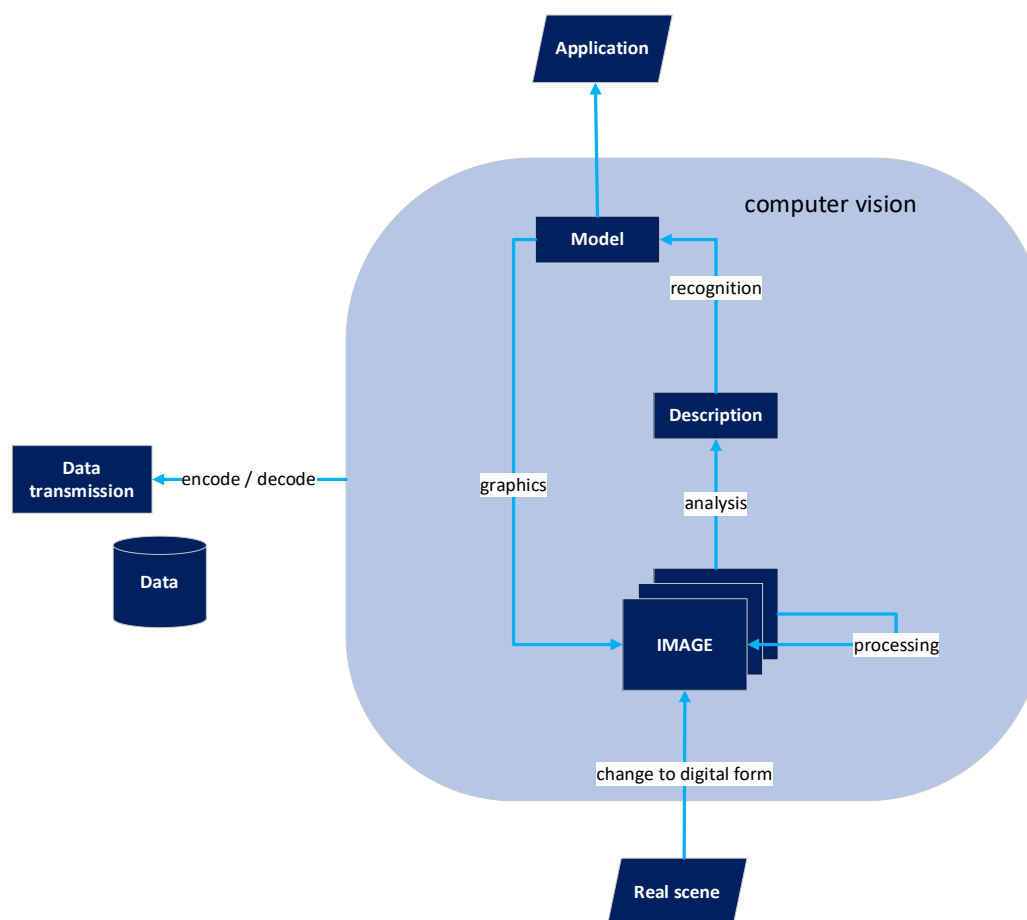 Application
computer vision
Model
recognition
Description
Data
transmission
encode / decode
graphics
analysis
Data
IMAGE
processing
change to digital form
Real scene